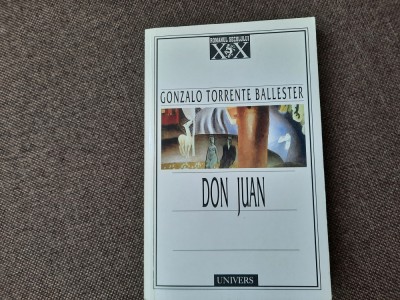 ROMANUL SECOLULUI
XX
GONZALO TORRENTE BALLESTER
DON JUAN
UNIVERS